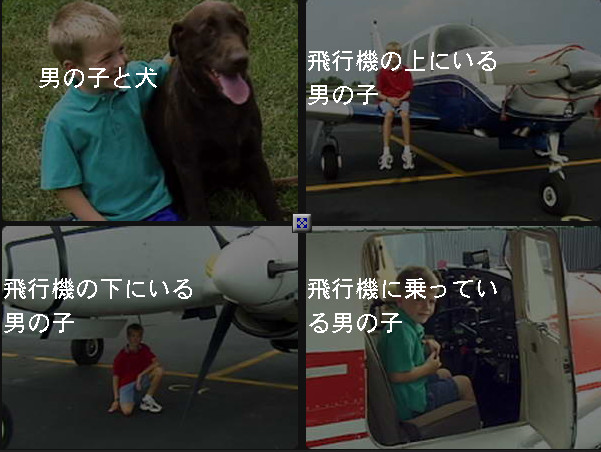 男の子と犬
飛行機の上にいる
男の子
飛行機の下にいる
男の子
飛行機に乗ってい
る男の子